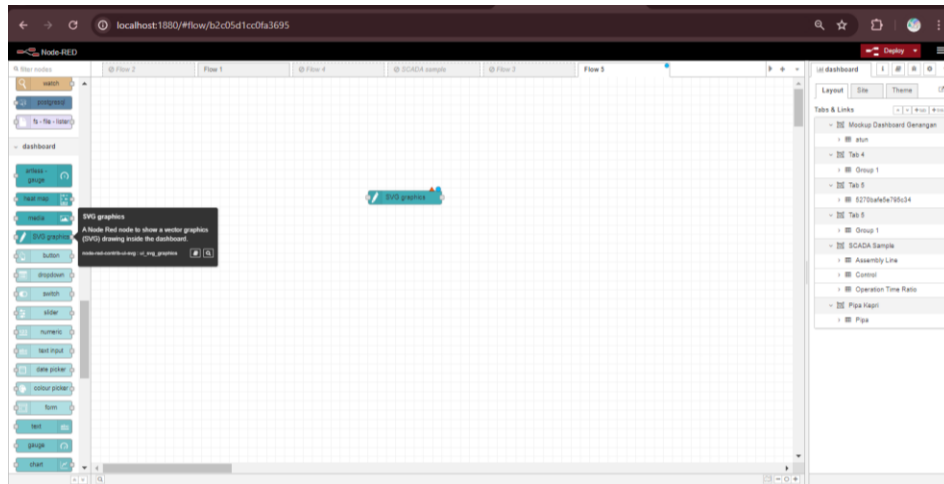 localhost:1880/#flow/b2c05d1cc0fa3695
Node-RED
Deploy
filter nodes
Flow 2
Flow 1
Flow 4
SCADA sample
Flow 3
Flow 5
dashboard
Layout
Site
Theme
Tabs & Links
watch
postgresql
fs - file - lister
dashboard
artless - gauge
heat map
media
SVG graphics
button
dropdown
switch
slider
numeric
text input
date picker
colour picker
form
text
gauge
chart
SVG graphics
A Node Red node to show a vector graphics
(SVG) drawing inside the dashboard.
node-red-contrib-ui-svg : ui_svg_graphics
SVG graphics
Mockup Dashboard Genangan
atun
Tab 4
Group 1
Tab 6
5270bafe5e795c34
Group 1
SCADA Sample
Assembly Line
Control
Operation Time Ratio
Pipa Kapri
Pipa